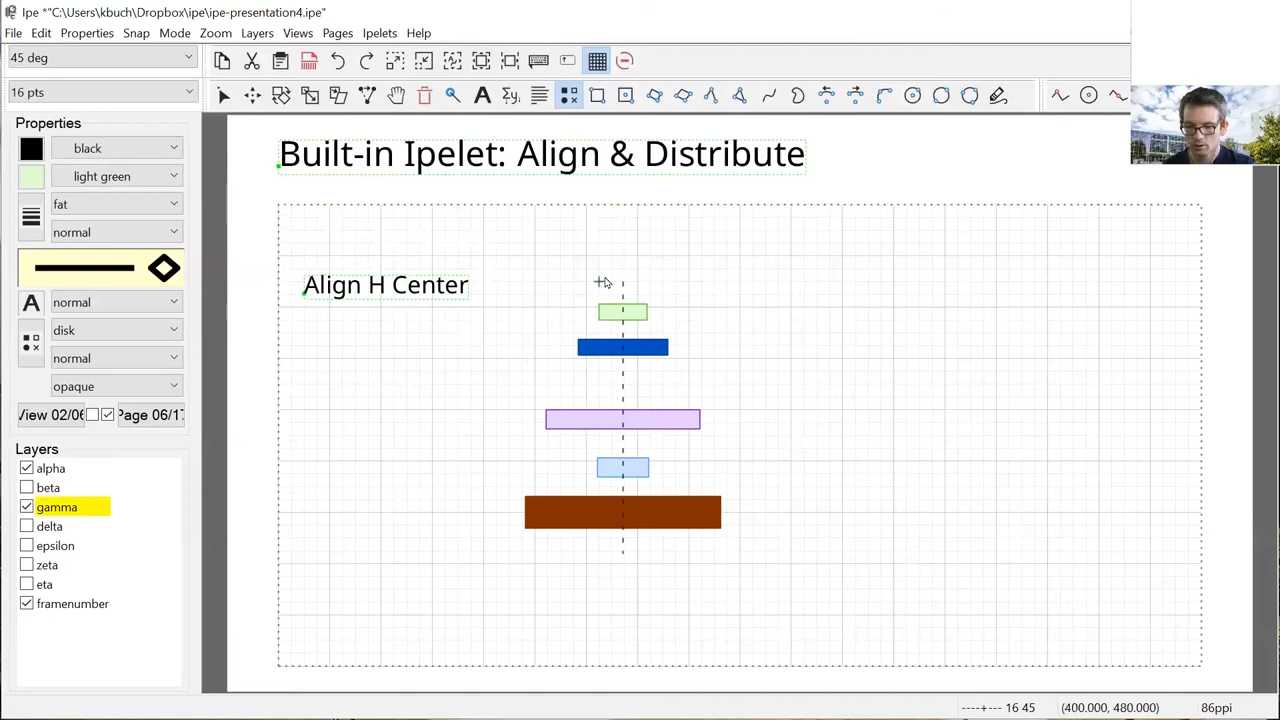 Ipe *"C:\Users\kbuch\Dropbox\ipe\ipe-presentation4.ipe"
File Edit Properties Snap Mode Zoom Layers Views Pages Ipelets Help
45 deg
16 pts
Properties
black
light green
fat
normal
A normal
disk
normal
opaque
View 02/06 Page 06/17
Layers
alpha
beta
gamma
delta
epsilon
zeta
eta
framenumber
Built-in Ipelet: Align & Distribute
Align H Center
----+--- 16 45 (400.000, 480.000) 86ppi